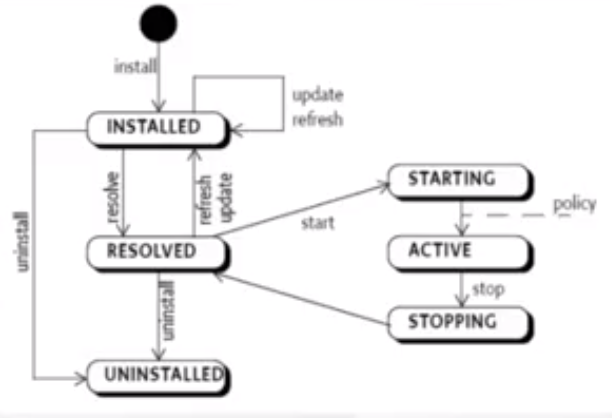 install
update
refresh
INSTALLED
resolve
refresh
update
STARTING
policy
start
uninstall
RESOLVED
ACTIVE
stop
uninstall
STOPPING
UNINSTALLED